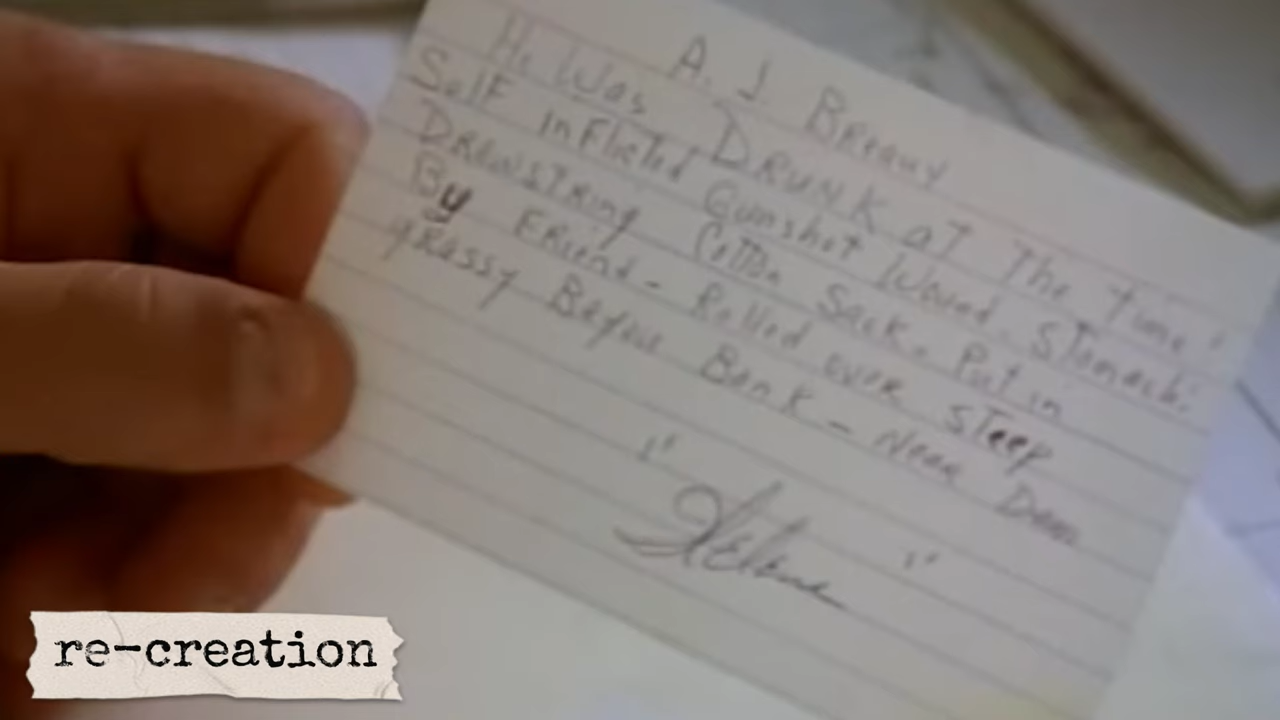 A. J. Breaux
He Was Drunk at The Time!
Self inflicted Gunshot Wound. Stomach.
Drawstring Cotton Sack. Put in
By Friend - Rolled over steep
grassy Bayou Bank - Near Dam
re-creation